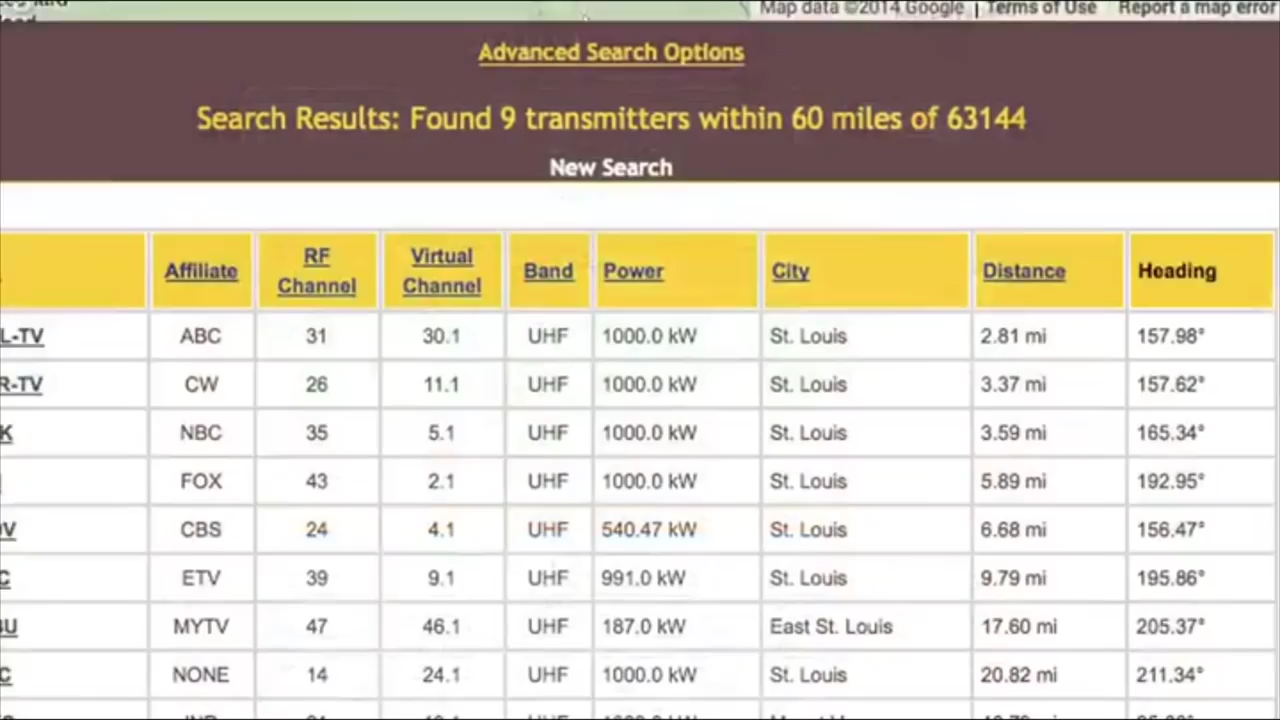 Map data ©2014 Google | Terms of Use Report a map error
Advanced Search Options
Search Results: Found 9 transmitters within 60 miles of 63144
New Search
Affiliate RF Channel Virtual Channel Band Power City Distance Heading
L-TV ABC 31 30.1 UHF 1000.0 kW St. Louis 2.81 mi 157.98°
R-TV CW 26 11.1 UHF 1000.0 kW St. Louis 3.37 mi 157.62°
K NBC 35 5.1 UHF 1000.0 kW St. Louis 3.59 mi 165.34°
FOX 43 2.1 UHF 1000.0 kW St. Louis 5.89 mi 192.95°
CBS 24 4.1 UHF 540.47 kW St. Louis 6.68 mi 156.47°
C ETV 39 9.1 UHF 991.0 kW St. Louis 9.79 mi 195.86°
MYTV 47 46.1 UHF 187.0 kW East St. Louis 17.60 mi 205.37°
C NONE 14 24.1 UHF 1000.0 kW St. Louis 20.82 mi 211.34°